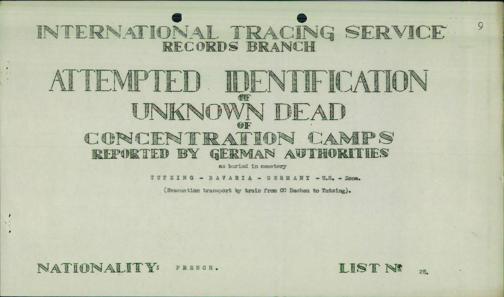 9
INTERNATIONAL TRACING SERVICE
RECORDS BRANCH
ATTEMPTED IDENTIFICATION
OF
UNKNOWN DEAD
OF
CONCENTRATION CAMPS
REPORTED BY GERMAN AUTHORITIES
as buried in cemetery
TUTZING - BAVARIA - GERMANY - U.S. - Zone.
(Evacuation transport by train from CC Dachau to Tutzing).
NATIONALITY: FRENCH. LIST Nº 28.